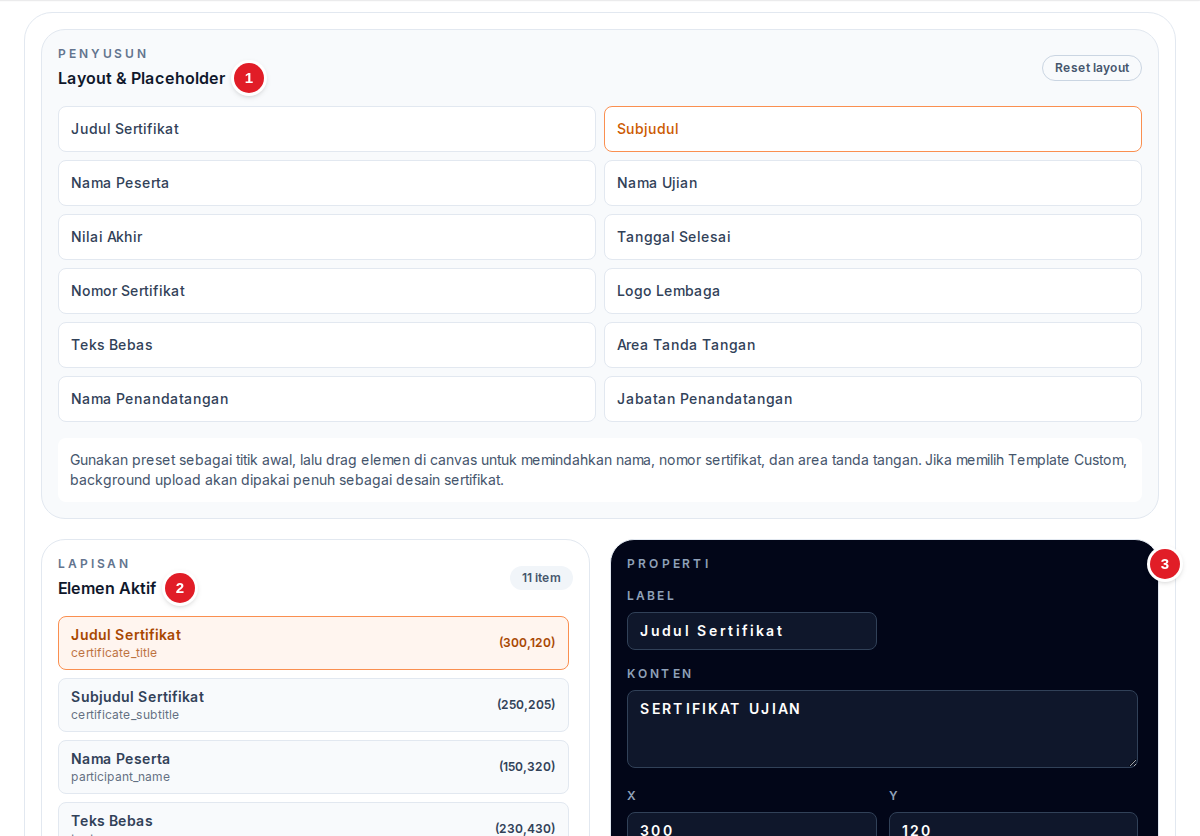 PENYUSUN
Layout & Placeholder 1
Reset layout
Judul Sertifikat
Subjudul
Nama Peserta
Nama Ujian
Nilai Akhir
Tanggal Selesai
Nomor Sertifikat
Logo Lembaga
Teks Bebas
Area Tanda Tangan
Nama Penandatangan
Jabatan Penandatangan
Gunakan preset sebagai titik awal, lalu drag elemen di canvas untuk memindahkan nama, nomor sertifikat, dan area tanda tangan. Jika memilih Template Custom,
background upload akan dipakai penuh sebagai desain sertifikat.
LAPISAN
Elemen Aktif 2
11 item
Judul Sertifikat
certificate_title
(300,120)
Subjudul Sertifikat
certificate_subtitle
(250,205)
Nama Peserta
participant_name
(150,320)
Teks Bebas
(230,430)
PROPERTI
3
LABEL
Judul Sertifikat
KONTEN
SERTIFIKAT UJIAN
X
Y
300
120